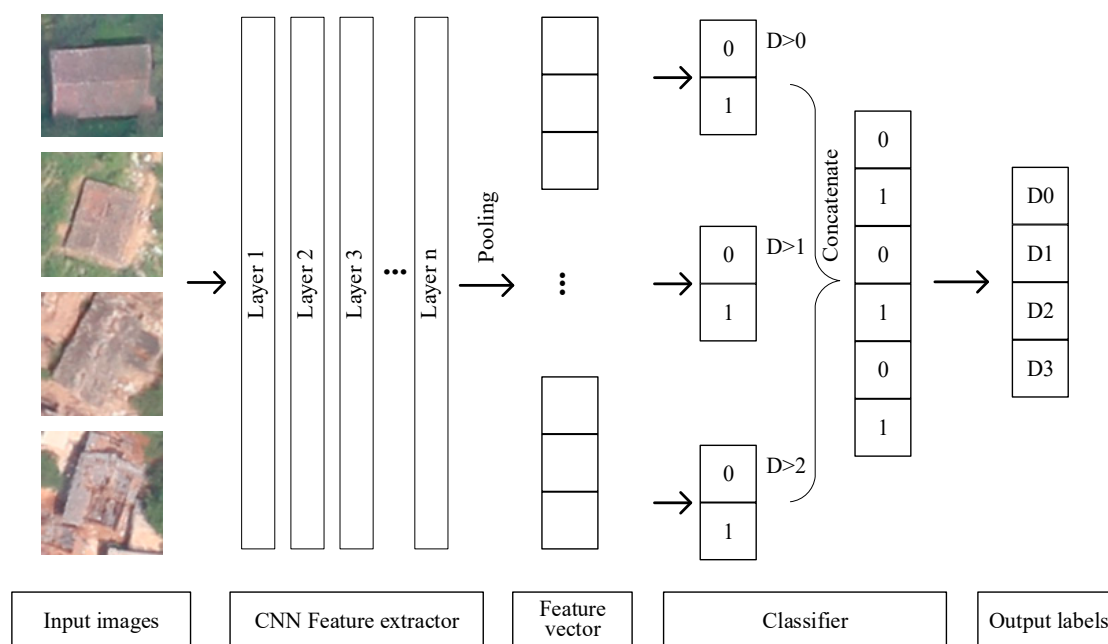 Layer 1
Layer 2
Layer 3
...
Layer n
Pooling
...
0
1
D>0
0
1
D>1
0
1
D>2
Concatenate
0
1
0
1
0
1
D0
D1
D2
D3
Input images
CNN Feature extractor
Feature
vector
Classifier
Output labels